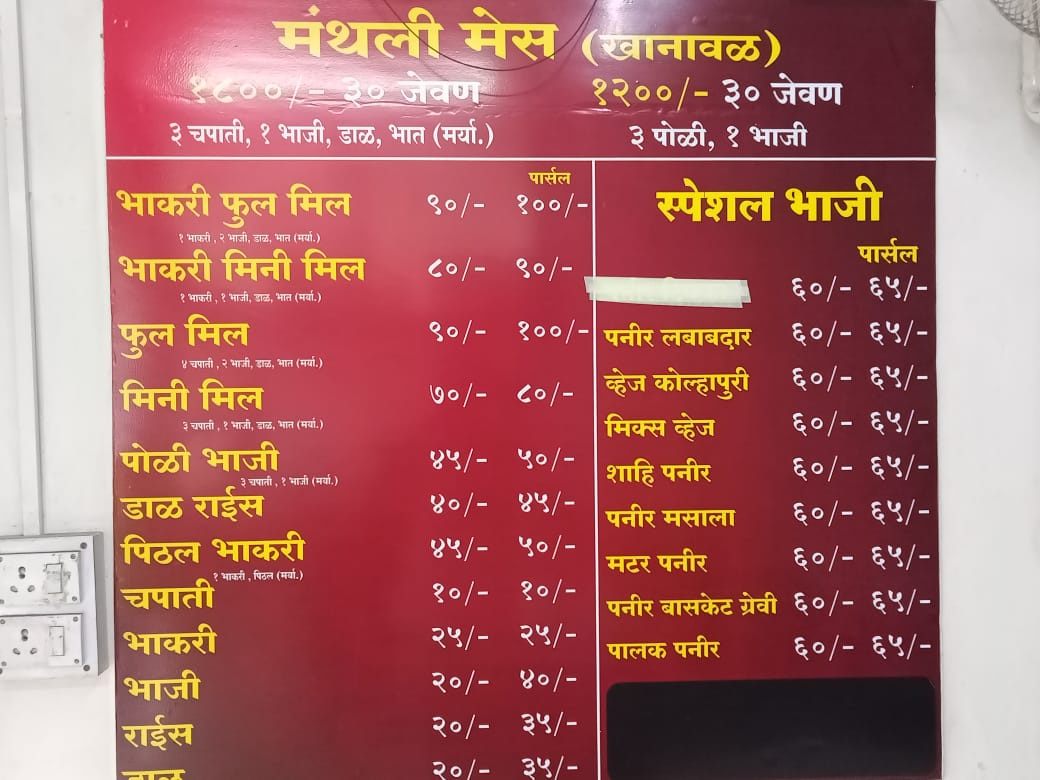 मंथली मेस (खानावळ)
१८००/- ३० जेवण
३ चपाती, १ भाजी, डाळ, भात (मर्या.)
१२००/- ३० जेवण
३ पोळी, १ भाजी
पार्सल
भाकरी फुल मिल ९०/- १००/-
१ भाकरी , २ भाजी, डाळ, भात (मर्या.)
भाकरी मिनी मिल ८०/- ९०/-
१ भाकरी , १ भाजी, डाळ, भात (मर्या.)
फुल मिल ९०/- १००/-
४ चपाती , २ भाजी, डाळ, भात (मर्या.)
मिनी मिल ७०/- ८०/-
३ चपाती , १ भाजी, डाळ, भात (मर्या.)
पोळी भाजी ४५/- ५०/-
३ चपाती , १ भाजी (मर्या.)
डाळ राईस ४०/- ४५/-
पिठल भाकरी ४५/- ५०/-
१ भाकरी , पिठल (मर्या.)
चपाती १०/- १०/-
भाकरी २५/- २५/-
भाजी २०/- ४०/-
राईस २०/- ३५/-
डाळ २०/- ३५/-
स्पेशल भाजी
पार्सल
६०/- ६५/-
पनीर लबाबदार ६०/- ६५/-
व्हेज कोल्हापुरी ६०/- ६५/-
मिक्स व्हेज ६०/- ६५/-
शाहि पनीर ६०/- ६५/-
पनीर मसाला ६०/- ६५/-
मटर पनीर ६०/- ६५/-
पनीर बासकेट ग्रेवी ६०/- ६५/-
पालक पनीर ६०/- ६५/-